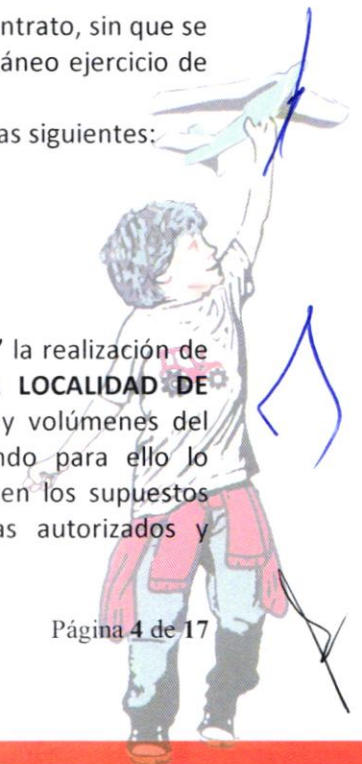 ontrato, sin que se
áneo ejercicio de
as siguientes:
la realización de
LOCALIDAD DE
y volúmenes del
ndo para ello lo
en los supuestos
as autorizados y
Página 4 de 17